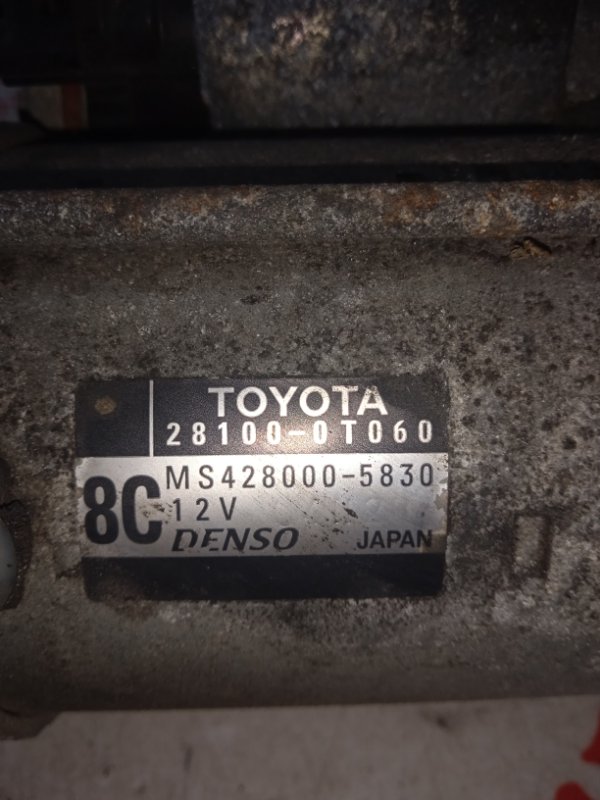 TOYOTA
28100-0T060
8C
MS428000-5830
12V
DENSO JAPAN